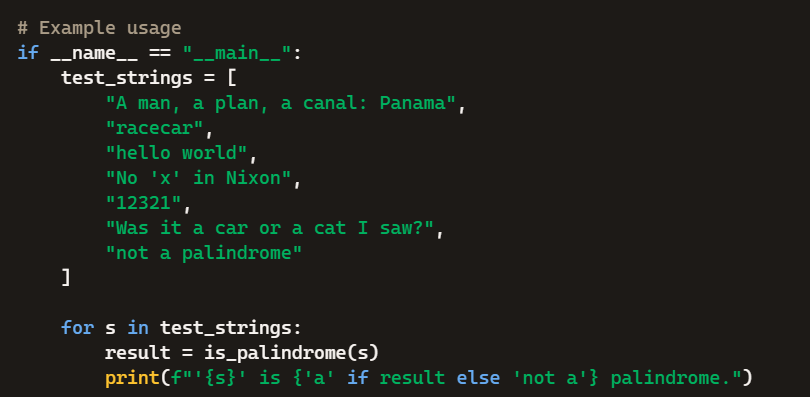 # Example usage
if __name__ == "__main__":
    test_strings = [
        "A man, a plan, a canal: Panama",
        "racecar",
        "hello world",
        "No 'x' in Nixon",
        "12321",
        "Was it a car or a cat I saw?",
        "not a palindrome"
    ]

    for s in test_strings:
        result = is_palindrome(s)
        print(f"'{s}' is {'a' if result else 'not a'} palindrome.")